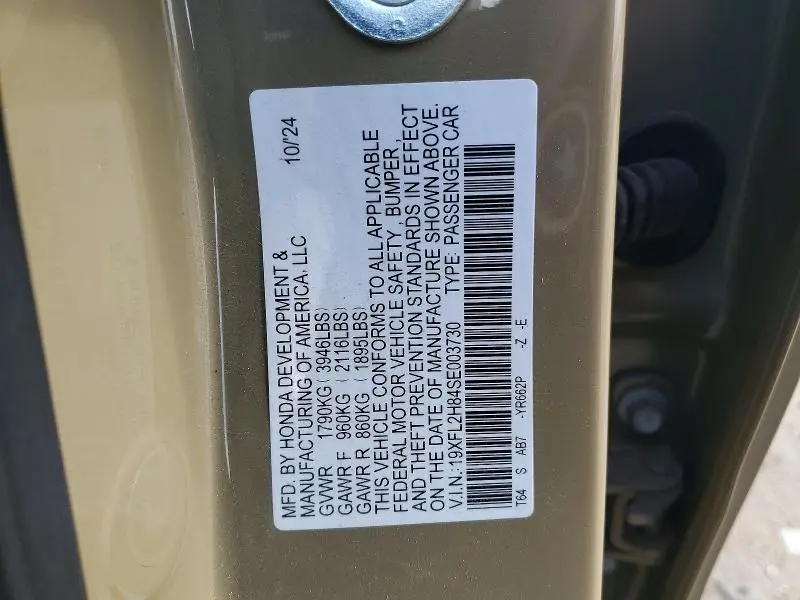 MFD. BY HONDA DEVELOPMENT &
MANUFACTURING OF AMERICA, LLC 10/'24
GVWR 1790KG (3946LBS)
GAWR F 960KG (2116LBS)
GAWR R 860KG (1895LBS)
THIS VEHICLE CONFORMS TO ALL APPLICABLE
FEDERAL MOTOR VEHICLE SAFETY, BUMPER,
AND THEFT PREVENTION STANDARDS IN EFFECT
ON THE DATE OF MANUFACTURE SHOWN ABOVE.
V.I.N.:19XFL2H84SE003730 TYPE: PASSENGER CAR
T64 S AB7 -YR662P -Z -E